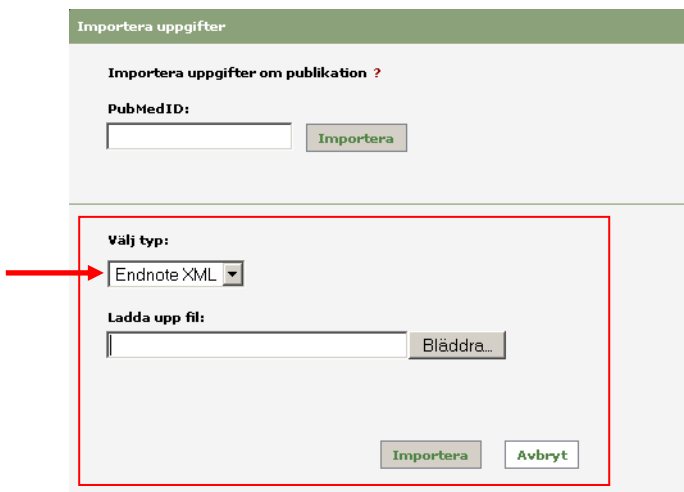 Importera uppgifter
Importera uppgifter om publikation ?
PubMedID:
Importera
Välj typ:
Endnote XML
Ladda upp fil:
Bläddra...
Importera Avbryt